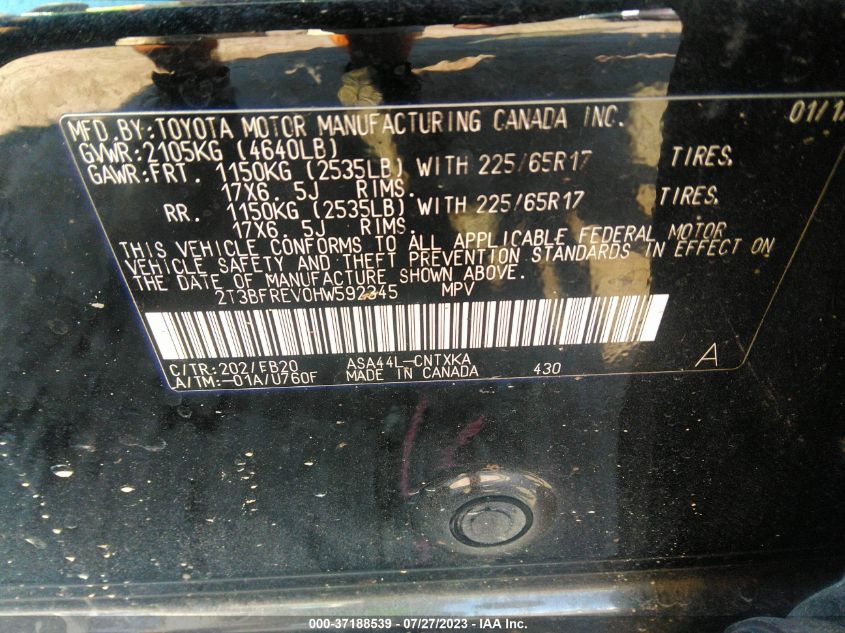 MFD. BY: TOYOTA MOTOR MANUFACTURING CANADA INC.
GVWR: 2105KG (4640LB)
GAWR: FRT. 1150KG (2535LB) WITH 225/65R17 TIRES.
17X6. 5J RIMS.
RR. 1150KG (2535LB) WITH 225/65R17 TIRES.
17X6. 5J RIMS.
THIS VEHICLE CONFORMS TO ALL APPLICABLE FEDERAL MOTOR
VEHICLE SAFETY AND THEFT PREVENTION STANDARDS IN EFFECT ON
THE DATE OF MANUFACTURE SHOWN ABOVE.
2T3BFREV0HW592345 MPV
C/TR: 202/FB20 ASA44L-CNTXKA A
A/TM: -01A/U760F MADE IN CANADA 430
000-37188539 - 07/27/2023 - IAA Inc.